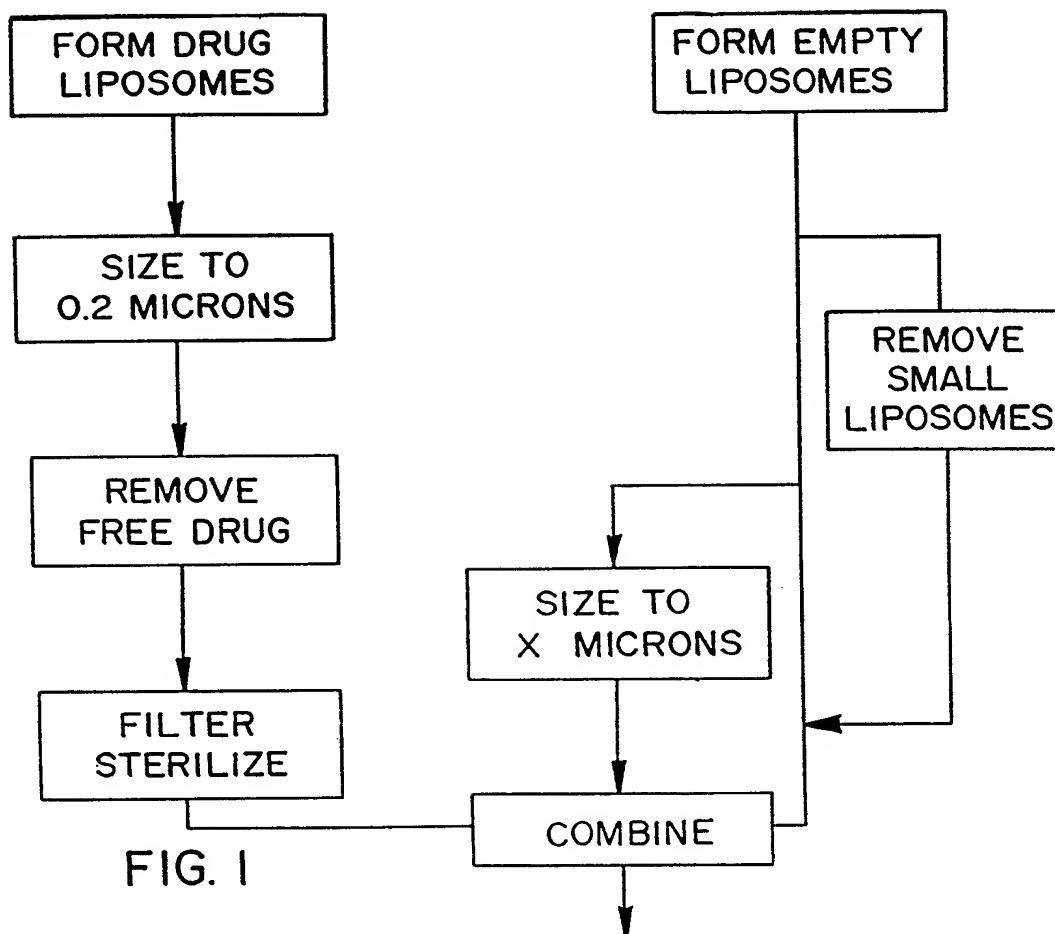 FORM DRUG
LIPOSOMES
SIZE TO
0.2 MICRONS
REMOVE
FREE DRUG
FILTER
STERILIZE
FORM EMPTY
LIPOSOMES
REMOVE
SMALL
LIPOSOMES
SIZE TO
X MICRONS
COMBINE
FIG. 1